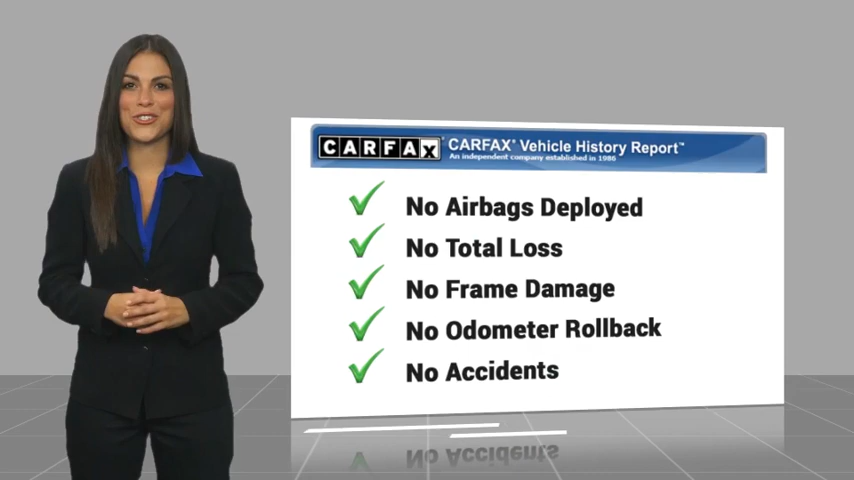 CARFAX CARFAX® Vehicle History Report™
An independent company established in 1986
No Airbags Deployed
No Total Loss
No Frame Damage
No Odometer Rollback
No Accidents
No Accidents